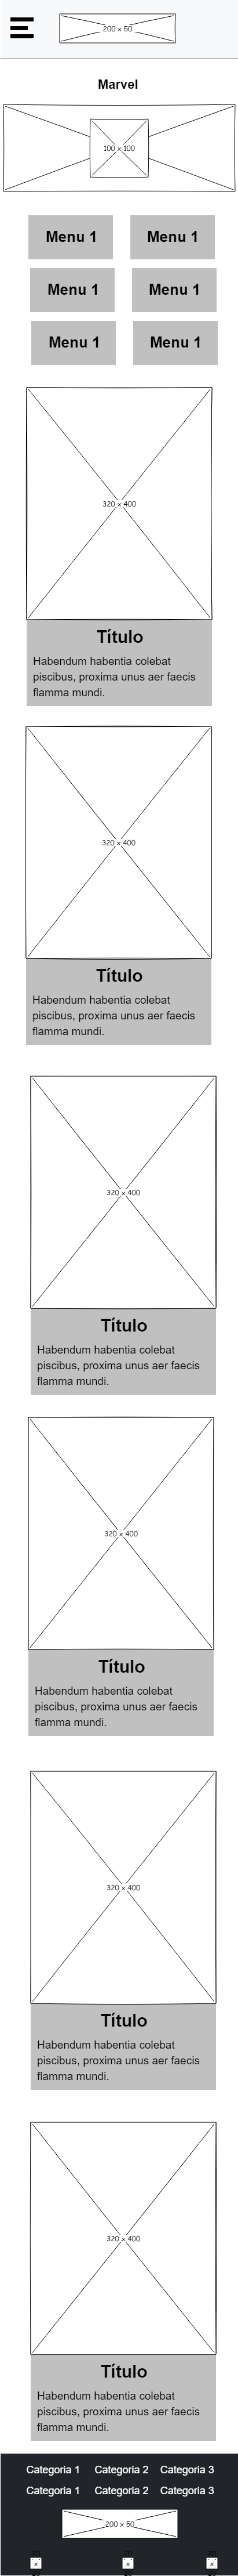 200 × 50
Marvel
100 × 100
Menu 1 Menu 1
Menu 1 Menu 1
Menu 1 Menu 1
320 × 400
Título
Habendum habentia colebat
piscibus, proxima unus aer faecis
flamma mundi.
320 × 400
Título
Habendum habentia colebat
piscibus, proxima unus aer faecis
flamma mundi.
320 × 400
Título
Habendum habentia colebat
piscibus, proxima unus aer faecis
flamma mundi.
320 × 400
Título
Habendum habentia colebat
piscibus, proxima unus aer faecis
flamma mundi.
320 × 400
Título
Habendum habentia colebat
piscibus, proxima unus aer faecis
flamma mundi.
320 × 400
Título
Habendum habentia colebat
piscibus, proxima unus aer faecis
flamma mundi.
Categoria 1 Categoria 2 Categoria 3
Categoria 1 Categoria 2 Categoria 3
200 × 50